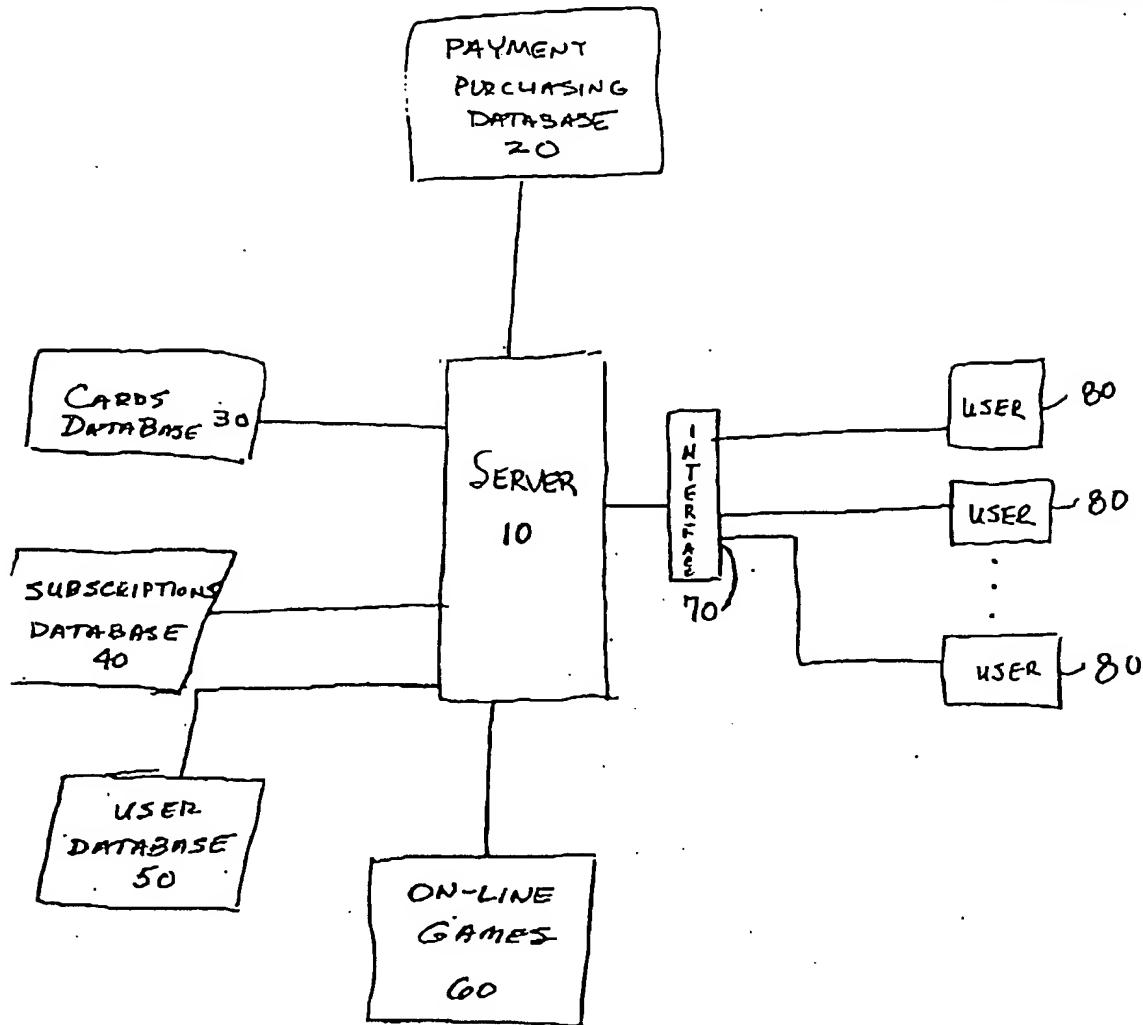 PAYMENT
PURCHASING
DATABASE
20
CARDS
DATABASE 30
SERVER
10
INTERFACE
70
USER
80
USER
80
USER
80
SUBSCRIPTIONS
DATABASE
40
USER
DATABASE
50
ON-LINE
GAMES
60